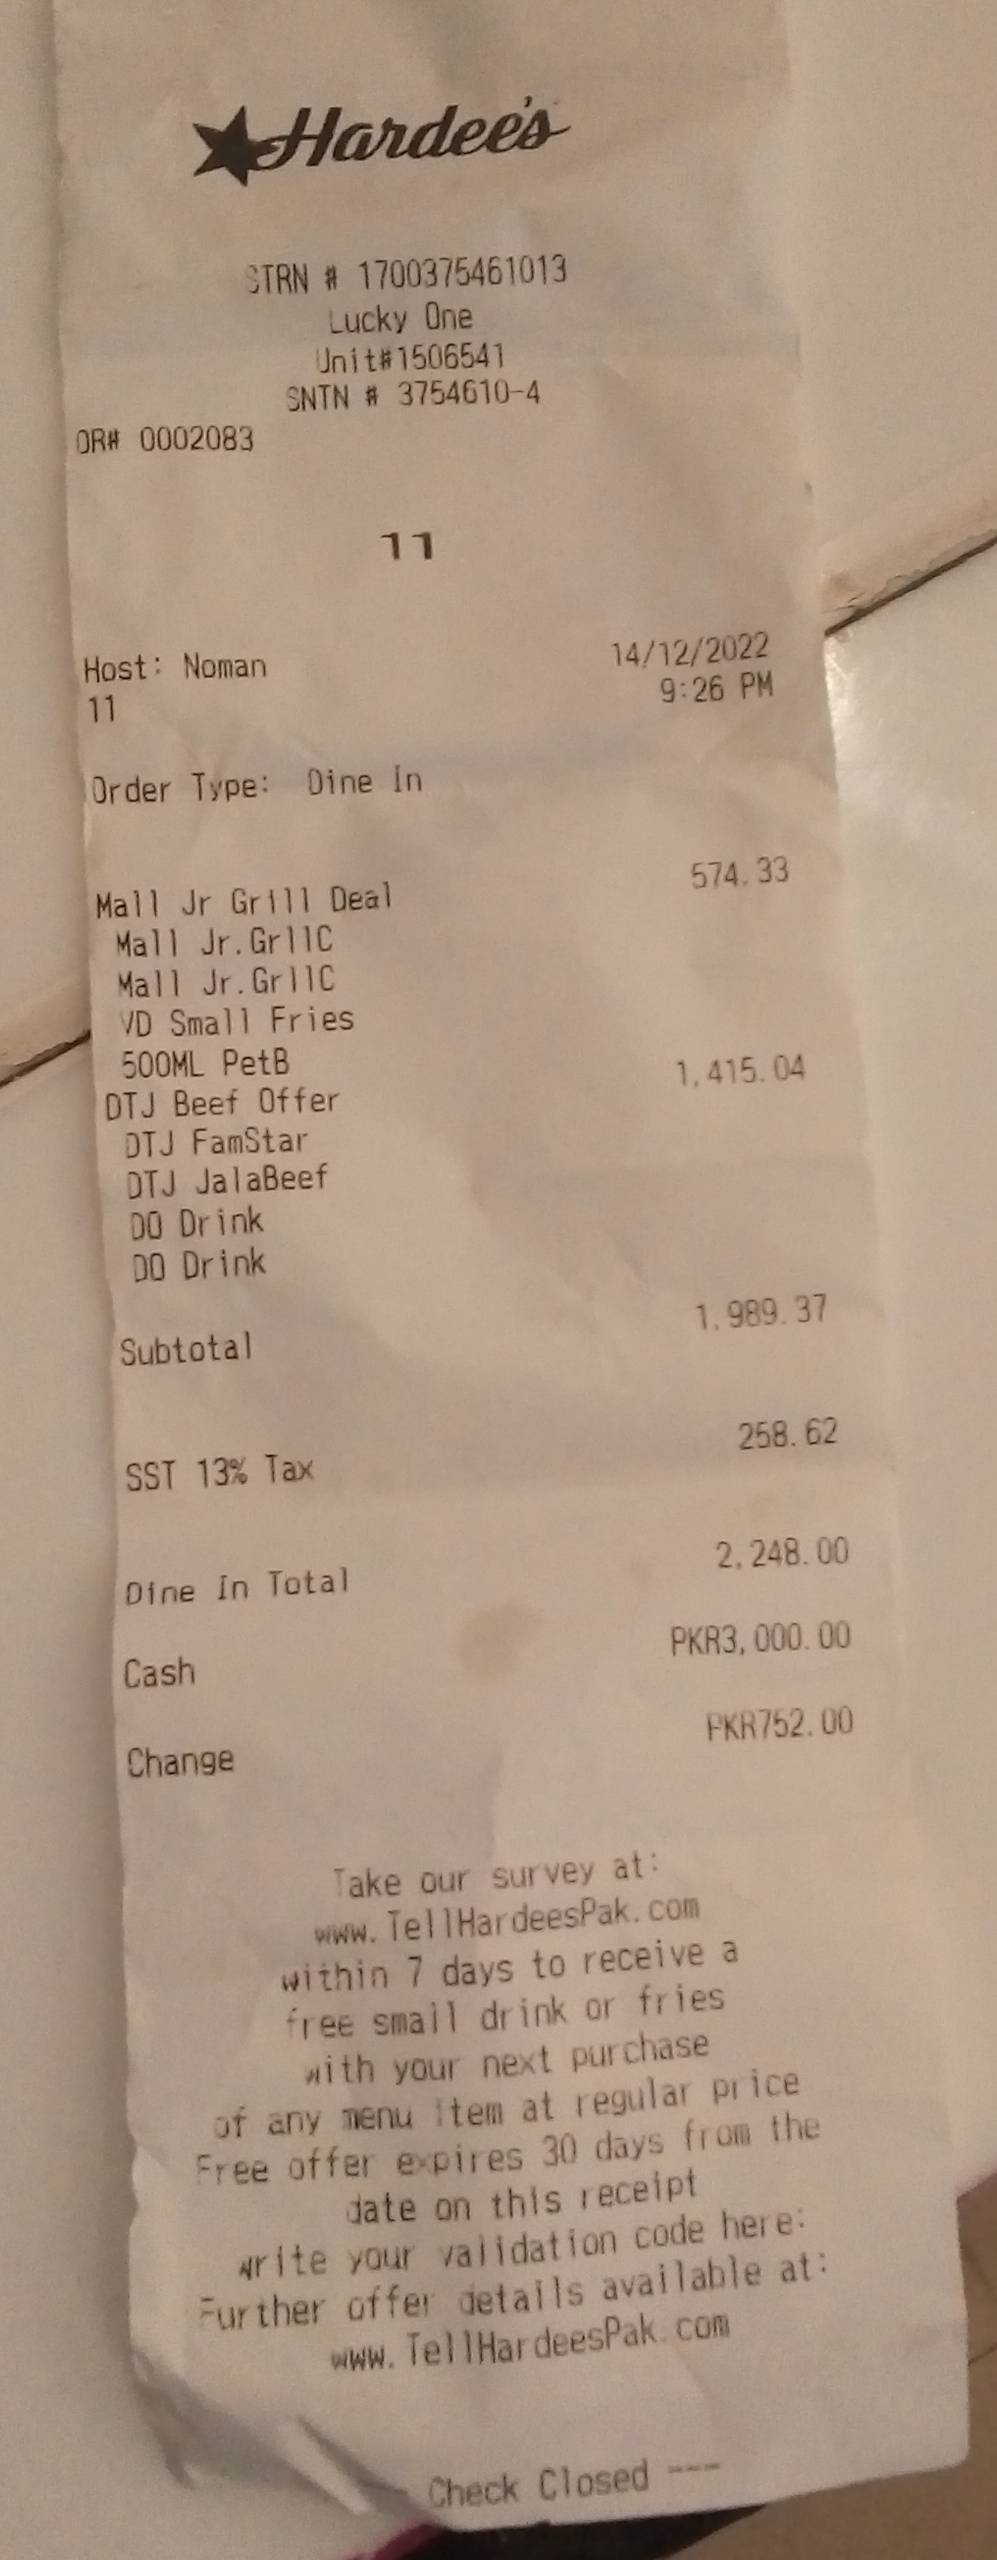 Hardee's
STRN # 1700375461013
Lucky One
Unit#1506541
SNTN # 3754610-4
OR# 0002083
11
Host: Noman 14/12/2022
11 9:26 PM
Order Type: Dine In
Mall Jr Grill Deal 574.33
Mall Jr.GrllC
Mall Jr.GrllC
VD Small Fries
500ML PetB
DTJ Beef Offer 1,415.04
DTJ FamStar
DTJ JalaBeef
DO Drink
DO Drink
Subtotal 1,989.37
SST 13% Tax 258.62
Dine In Total 2,248.00
Cash PKR3,000.00
Change PKR752.00
Take our survey at:
www.TellHardeesPak.com
within 7 days to receive a
free small drink or fries
with your next purchase
of any menu item at regular price
Free offer expires 30 days from the
date on this receipt
write your validation code here:
Further offer details available at:
www.TellHardeesPak.com
Check Closed ---